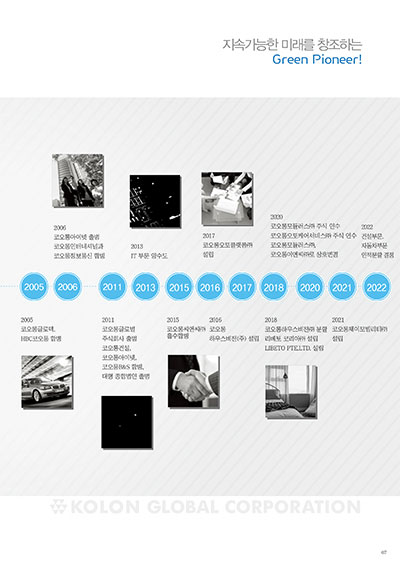 지속가능한 미래를 창조하는
Green Pioneer!
2006
코오롱아이넷 출범
코오롱인터내셔널과
코오롱정보통신 합병
2013
IT 부문 양수도
2017
코오롱오토플랫폼㈜
설립
2020
코오롱모듈러스㈜ 주식 인수
코오롱오토케어서비스㈜ 주식 인수
코오롱모듈러스㈜,
코오롱이앤씨㈜로 상호변경
2022
건설부문,
자동차부문
인적분할 결정
2005
2006
2011
2013
2015
2016
2017
2018
2020
2021
2022
2005
코오롱글로텍,
HBC코오롱 합병
2011
코오롱글로벌
주식회사 출범
코오롱건설,
코오롱아이넷,
코오롱B&S 합병,
대형 종합법인 출범
2015
코오롱씨앤씨㈜
흡수합병
2016
코오롱
하우스비전(주) 설립
2018
코오롱하우스비전㈜ 분할
리베토 코리아㈜ 설립
LIBETO PTE.LTD. 설립
2021
코오롱제이모빌리티㈜
설립
KOLON GLOBAL CORPORATION